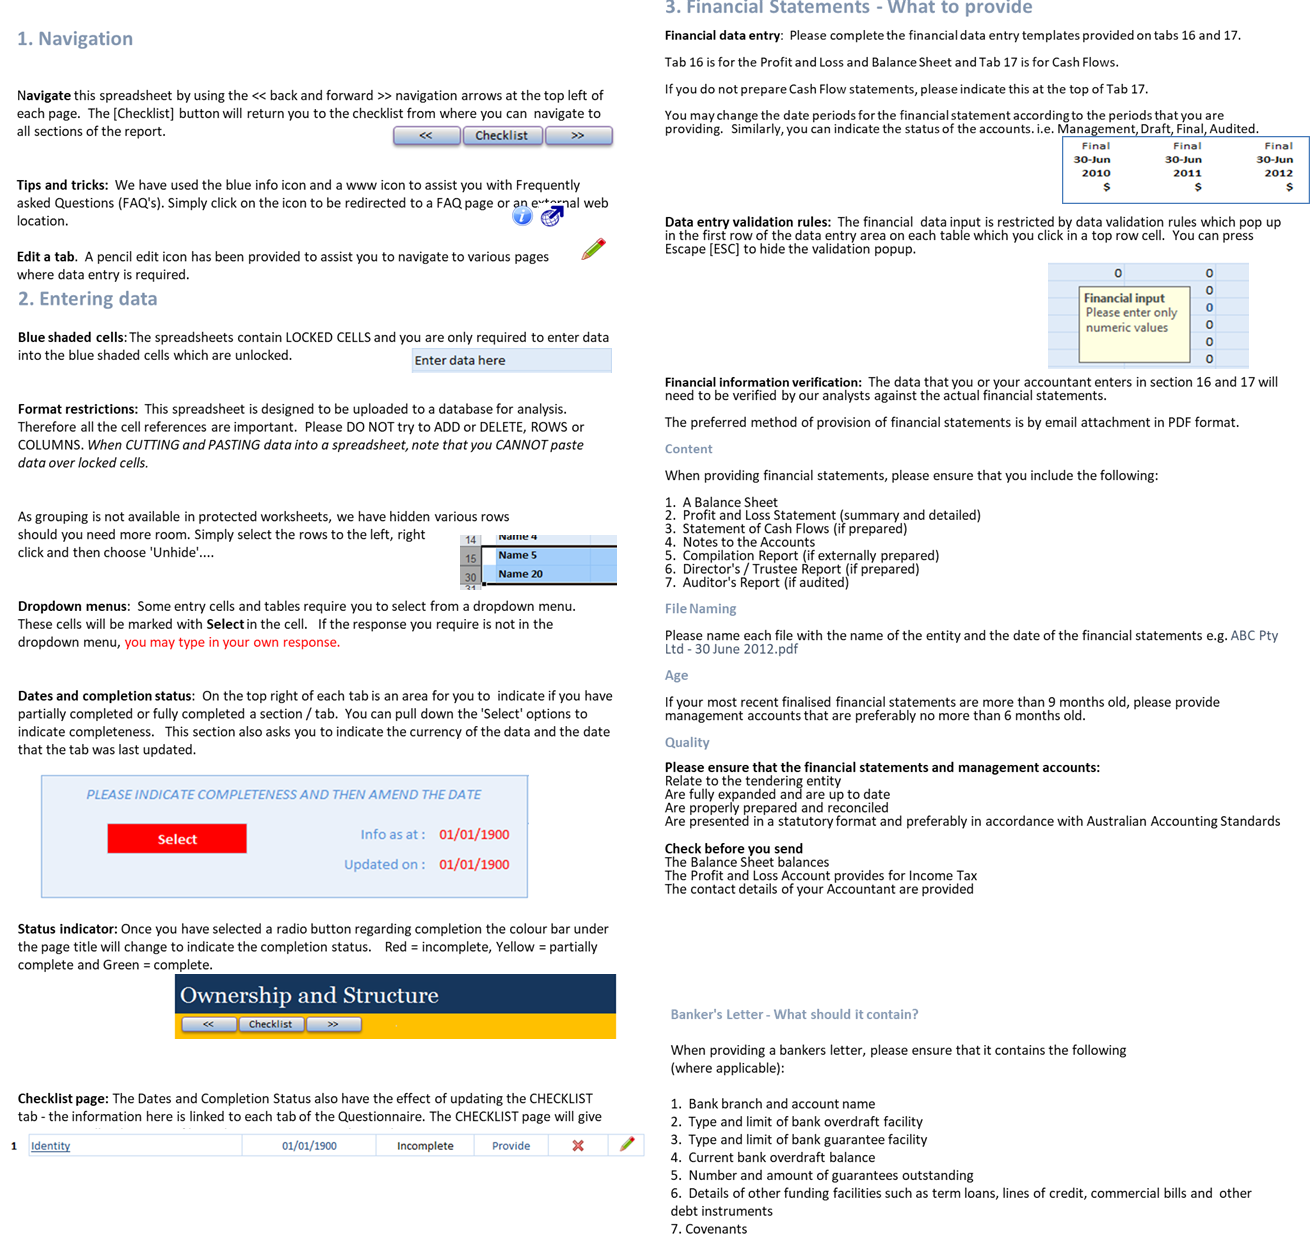 1. Navigation
Navigate this spreadsheet by using the << back and forward >> navigation arrows at the top left of
each page. The [Checklist] button will return you to the checklist from where you can navigate to
all sections of the report.
<< Checklist >>
Tips and tricks: We have used the blue info icon and a www icon to assist you with Frequently
asked Questions (FAQ's). Simply click on the icon to be redirected to a FAQ page or an external web
location.
Edit a tab. A pencil edit icon has been provided to assist you to navigate to various pages
where data entry is required.
2. Entering data
Blue shaded cells: The spreadsheets contain LOCKED CELLS and you are only required to enter data
into the blue shaded cells which are unlocked.
Enter data here
Format restrictions: This spreadsheet is designed to be uploaded to a database for analysis.
Therefore all the cell references are important. Please DO NOT try to ADD or DELETE, ROWS or
COLUMNS. When CUTTING and PASTING data into a spreadsheet, note that you CANNOT paste
data over locked cells.
As grouping is not available in protected worksheets, we have hidden various rows
should you need more room. Simply select the rows to the left, right
click and then choose 'Unhide'....
14 Name 4
15 Name 5
30 Name 20
31
Dropdown menus: Some entry cells and tables require you to select from a dropdown menu.
These cells will be marked with Select in the cell. If the response you require is not in the
dropdown menu, you may type in your own response.
Dates and completion status: On the top right of each tab is an area for you to indicate if you have
partially completed or fully completed a section / tab. You can pull down the 'Select' options to
indicate completeness. This section also asks you to indicate the currency of the data and the date
that the tab was last updated.
PLEASE INDICATE COMPLETENESS AND THEN AMEND THE DATE
Select
Info as at : 01/01/1900
Updated on : 01/01/1900
Status indicator: Once you have selected a radio button regarding completion the colour bar under
the page title will change to indicate the completion status. Red = incomplete, Yellow = partially
complete and Green = complete.
Ownership and Structure
<< Checklist >>
Checklist page: The Dates and Completion Status also have the effect of updating the CHECKLIST
tab - the information here is linked to each tab of the Questionnaire. The CHECKLIST page will give
1 Identity 01/01/1900 Incomplete Provide
3. Financial Statements - What to provide
Financial data entry: Please complete the financial data entry templates provided on tabs 16 and 17.
Tab 16 is for the Profit and Loss and Balance Sheet and Tab 17 is for Cash Flows.
If you do not prepare Cash Flow statements, please indicate this at the top of Tab 17.
You may change the date periods for the financial statement according to the periods that you are
providing. Similarly, you can indicate the status of the accounts. i.e. Management, Draft, Final, Audited.
Final Final Final
30-Jun 30-Jun 30-Jun
2010 2011 2012
$ $ $
Data entry validation rules: The financial data input is restricted by data validation rules which pop up
in the first row of the data entry area on each table which you click in a top row cell. You can press
Escape [ESC] to hide the validation popup.
0 0
0
0
0
0
0
Financial input
Please enter only
numeric values
Financial information verification: The data that you or your accountant enters in section 16 and 17 will
need to be verified by our analysts against the actual financial statements.
The preferred method of provision of financial statements is by email attachment in PDF format.
Content
When providing financial statements, please ensure that you include the following:
1. A Balance Sheet
2. Profit and Loss Statement (summary and detailed)
3. Statement of Cash Flows (if prepared)
4. Notes to the Accounts
5. Compilation Report (if externally prepared)
6. Director's / Trustee Report (if prepared)
7. Auditor's Report (if audited)
File Naming
Please name each file with the name of the entity and the date of the financial statements e.g. ABC Pty
Ltd - 30 June 2012.pdf
Age
If your most recent finalised financial statements are more than 9 months old, please provide
management accounts that are preferably no more than 6 months old.
Quality
Please ensure that the financial statements and management accounts:
Relate to the tendering entity
Are fully expanded and are up to date
Are properly prepared and reconciled
Are presented in a statutory format and preferably in accordance with Australian Accounting Standards
Check before you send
The Balance Sheet balances
The Profit and Loss Account provides for Income Tax
The contact details of your Accountant are provided
Banker's Letter - What should it contain?
When providing a bankers letter, please ensure that it contains the following
(where applicable):
1. Bank branch and account name
2. Type and limit of bank overdraft facility
3. Type and limit of bank guarantee facility
4. Current bank overdraft balance
5. Number and amount of guarantees outstanding
6. Details of other funding facilities such as term loans, lines of credit, commercial bills and other
debt instruments
7. Covenants